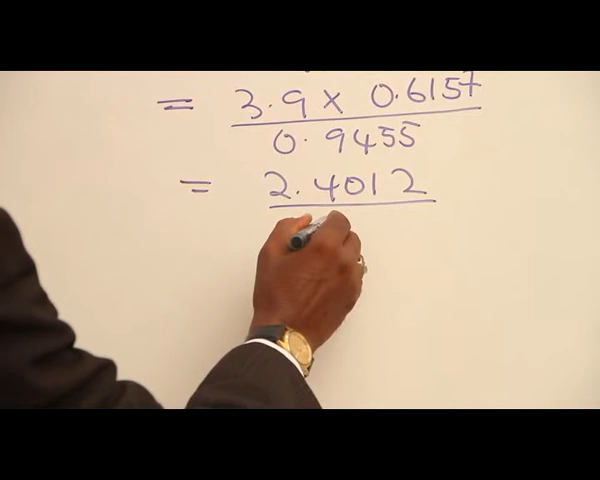 = 3.9 x 0.6157
0.9455
= 2.4012